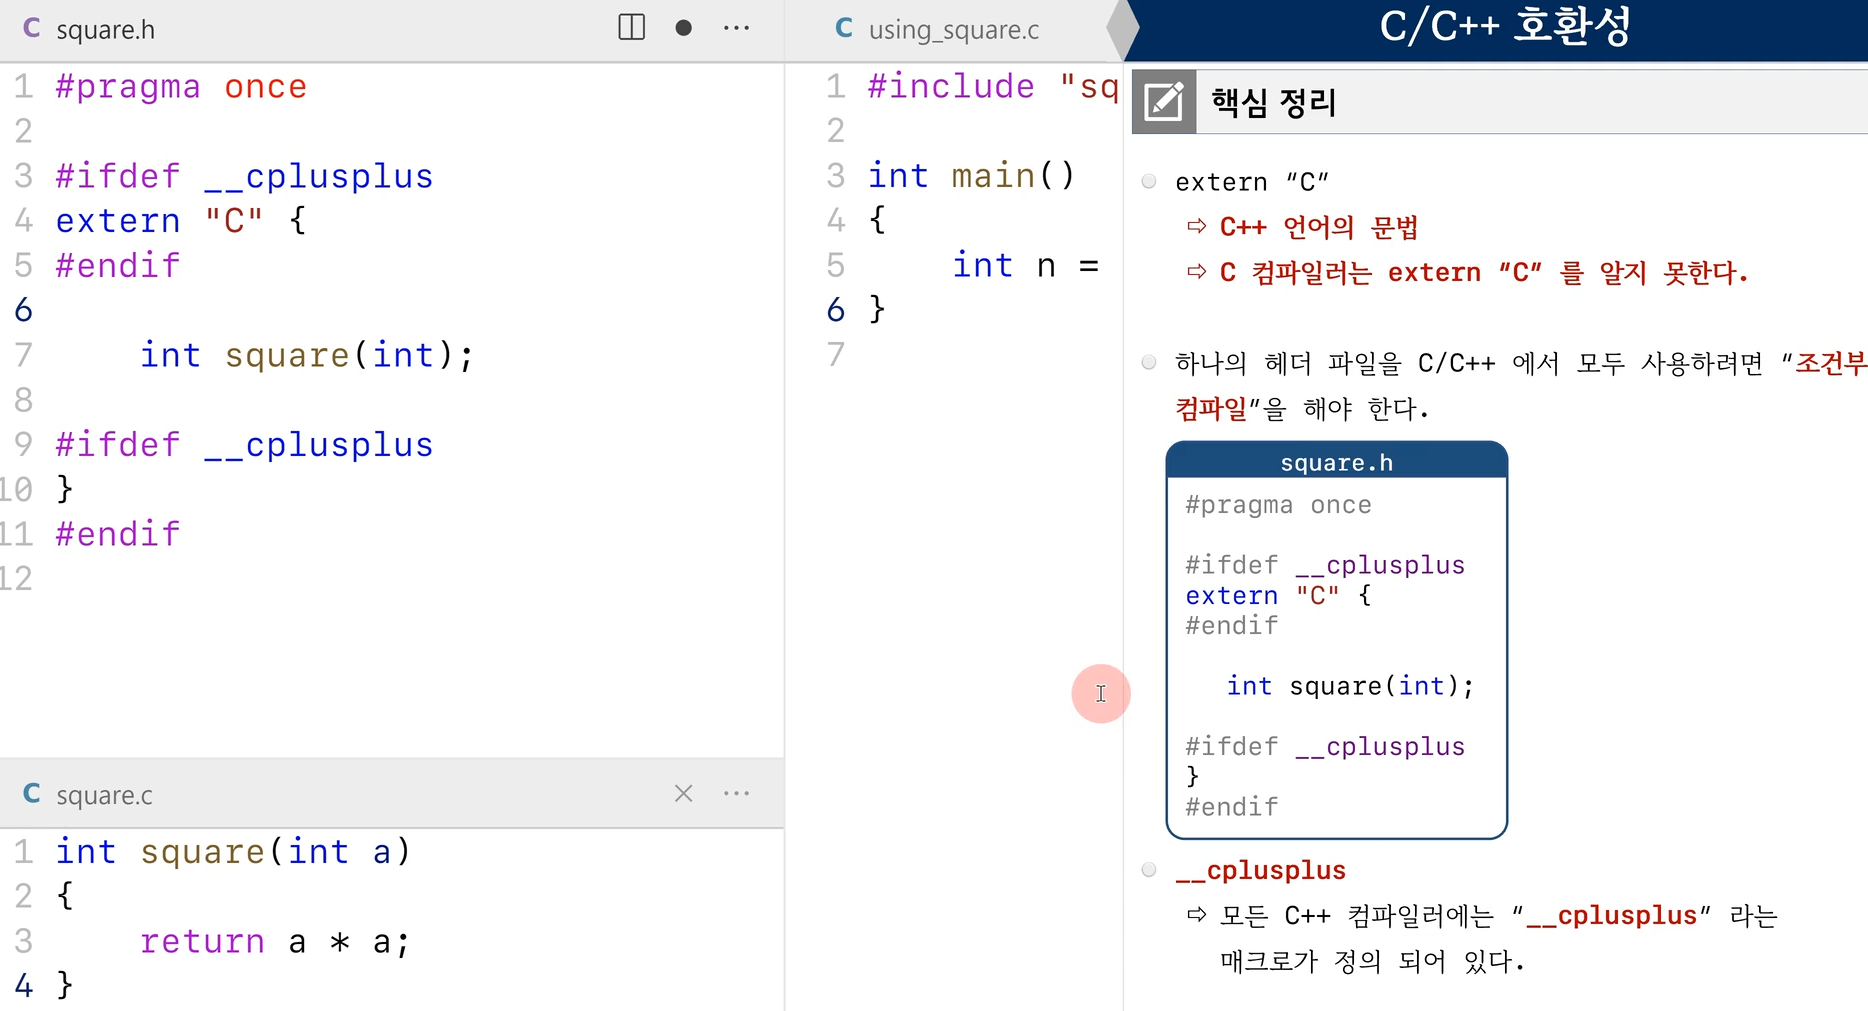 square.h
1 #pragma once
2
3 #ifdef __cplusplus
4 extern "C" {
5 #endif
6
7     int square(int);
8
9 #ifdef __cplusplus
10 }
11 #endif
12
square.c
1 int square(int a)
2 {
3     return a * a;
4 }
using_square.c
1 #include "sq
2
3 int main()
4 {
5     int n =
6 }
7
C/C++ 호환성
핵심 정리
extern “C”
⇨ C++ 언어의 문법
⇨ C 컴파일러는 extern “C” 를 알지 못한다.
하나의 헤더 파일을 C/C++ 에서 모두 사용하려면 “조건부
컴파일”을 해야 한다.
square.h
#pragma once
#ifdef __cplusplus
extern "C" {
#endif
int square(int);
#ifdef __cplusplus
}
#endif
__cplusplus
⇨ 모든 C++ 컴파일러에는 “__cplusplus” 라는
매크로가 정의 되어 있다.